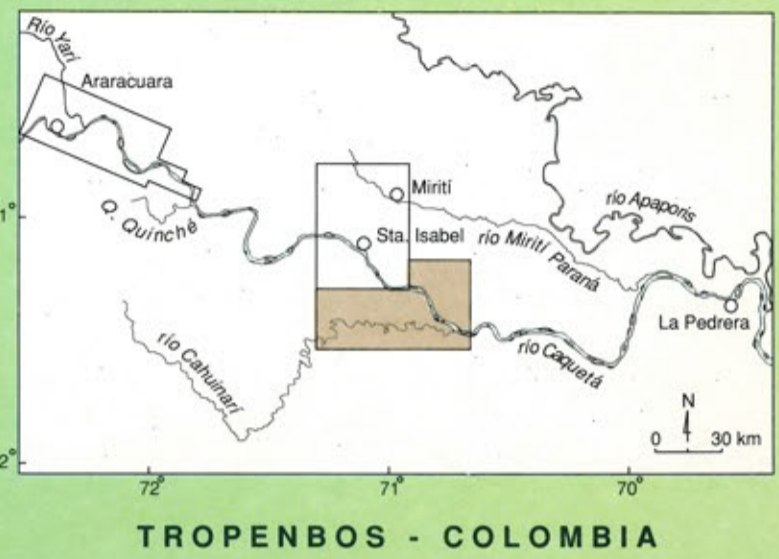 Río Yarí
Araracuara
Mirití
río Apaporis
1°
Q. Quinché
Sta. Isabel
río Mirití Paraná
La Pedrera
río Caquetá
río Cahuinarí
N
0 30 km
2°
72° 71° 70°
TROPENBOS - COLOMBIA